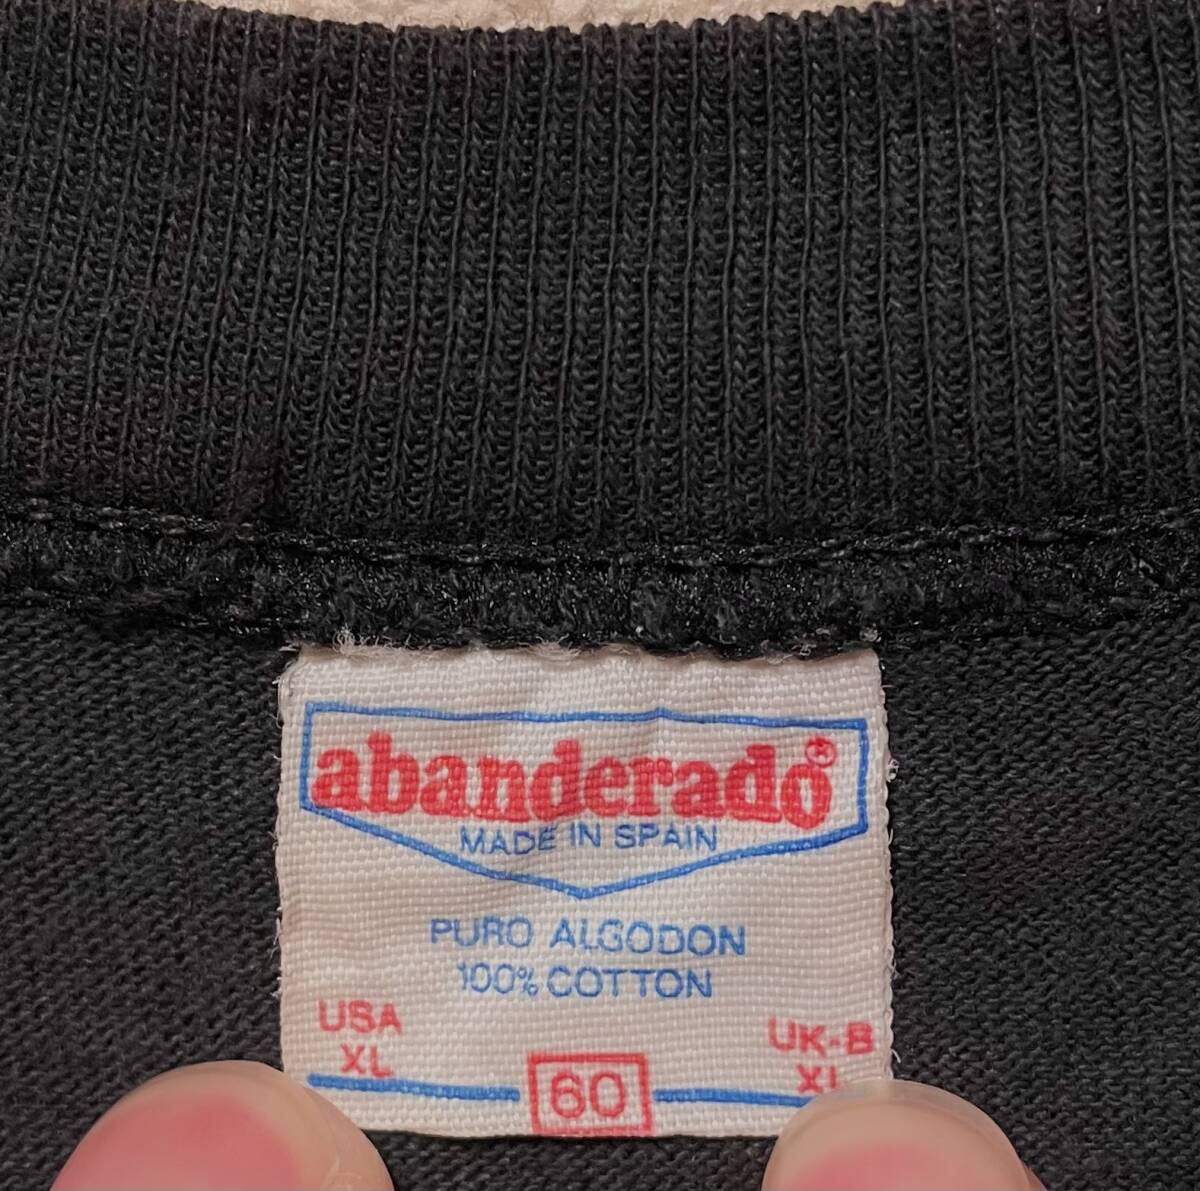 abanderado®
MADE IN SPAIN
PURO ALGODON
100% COTTON
USA
XL
UK-B
XL
60